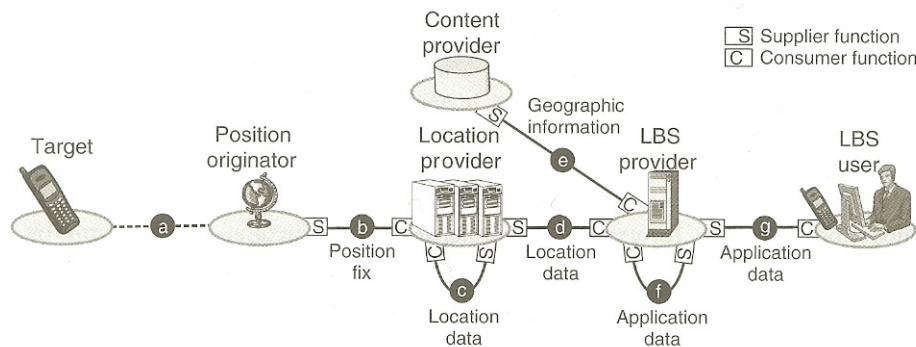 Content
provider
S Supplier function
C Consumer function
S
Geographic
information
Target
Position
originator
Location
provider
e
LBS
provider
LBS
user
C
a
S
b
C
S
d
C
S
g
C
Position
fix
C
S
Location
data
C
S
Application
data
c
f
Location
data
Application
data